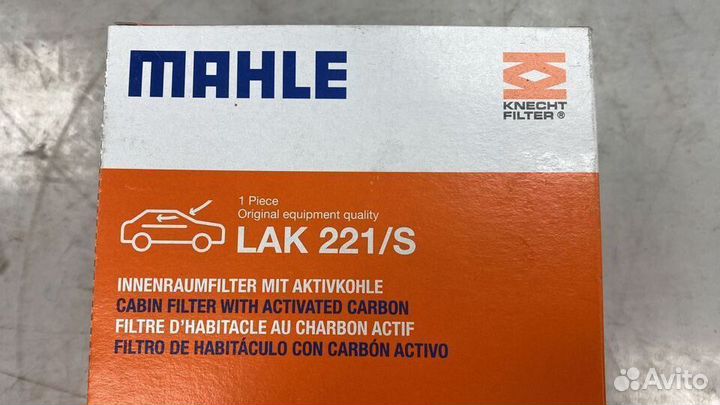 MAHLE
KNECHT
FILTER®
1 Piece
Original equipment quality
LAK 221/S
INNENRAUMFILTER MIT AKTIVKOHLE
CABIN FILTER WITH ACTIVATED CARBON
FILTRE D'HABITACLE AU CHARBON ACTIF
FILTRO DE HABITÁCULO CON CARBÓN ACTIVO
Avito